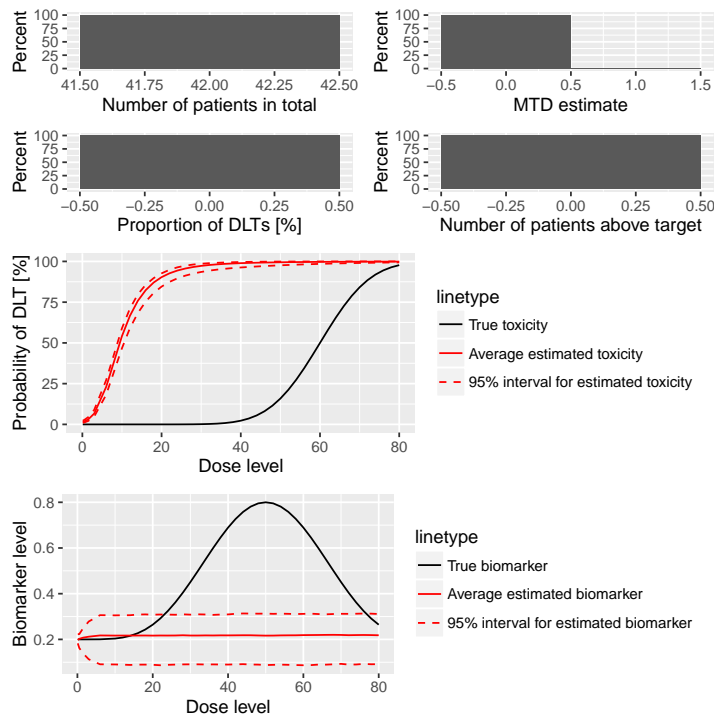 Percent
100
75
50
25
0
41.50 41.75 42.00 42.25 42.50
Number of patients in total
Percent
100
75
50
25
0
−0.5 0.0 0.5 1.0 1.5
MTD estimate
Percent
100
75
50
25
0
−0.50 −0.25 0.00 0.25 0.50
Proportion of DLTs [%]
Percent
100
75
50
25
0
−0.50 −0.25 0.00 0.25 0.50
Number of patients above target
Probability of DLT [%]
100
75
50
25
0
0 20 40 60 80
Dose level
linetype
True toxicity
Average estimated toxicity
95% interval for estimated toxicity
Biomarker level
0.8
0.6
0.4
0.2
0 20 40 60 80
Dose level
linetype
True biomarker
Average estimated biomarker
95% interval for estimated biomarker